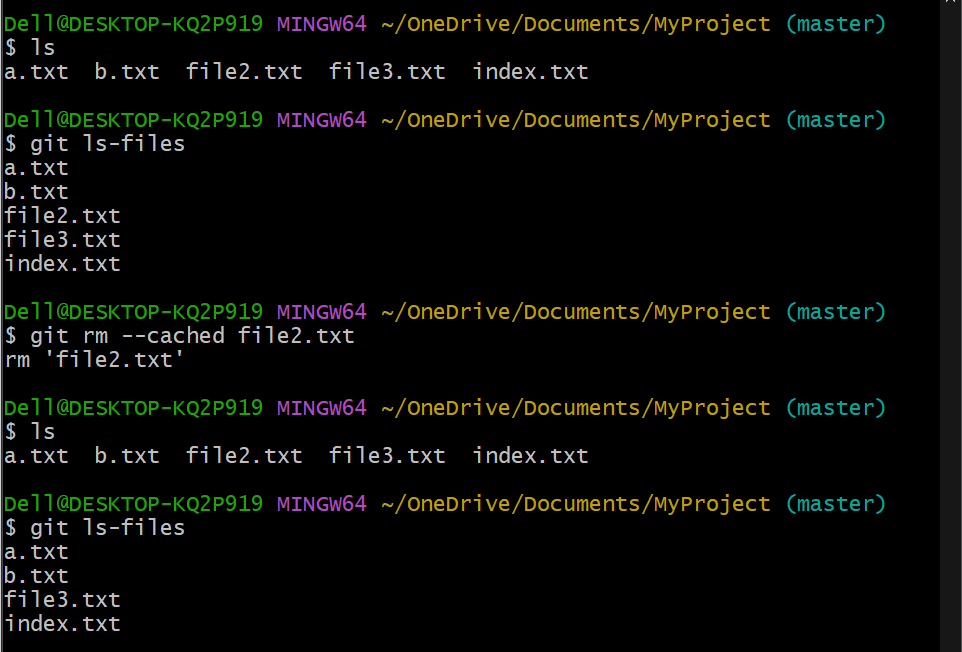 Dell@DESKTOP-KQ2P919 MINGW64 ~/OneDrive/Documents/MyProject (master)
$ ls
a.txt  b.txt  file2.txt  file3.txt  index.txt
Dell@DESKTOP-KQ2P919 MINGW64 ~/OneDrive/Documents/MyProject (master)
$ git ls-files
a.txt
b.txt
file2.txt
file3.txt
index.txt
Dell@DESKTOP-KQ2P919 MINGW64 ~/OneDrive/Documents/MyProject (master)
$ git rm --cached file2.txt
rm 'file2.txt'
Dell@DESKTOP-KQ2P919 MINGW64 ~/OneDrive/Documents/MyProject (master)
$ ls
a.txt  b.txt  file2.txt  file3.txt  index.txt
Dell@DESKTOP-KQ2P919 MINGW64 ~/OneDrive/Documents/MyProject (master)
$ git ls-files
a.txt
b.txt
file3.txt
index.txt